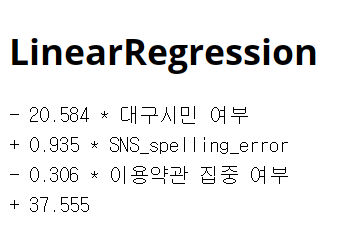 LinearRegression
- 20.584 * 대구시민 여부
+ 0.935 * SNS_spelling_error
- 0.306 * 이용약관 집중 여부
+ 37.555